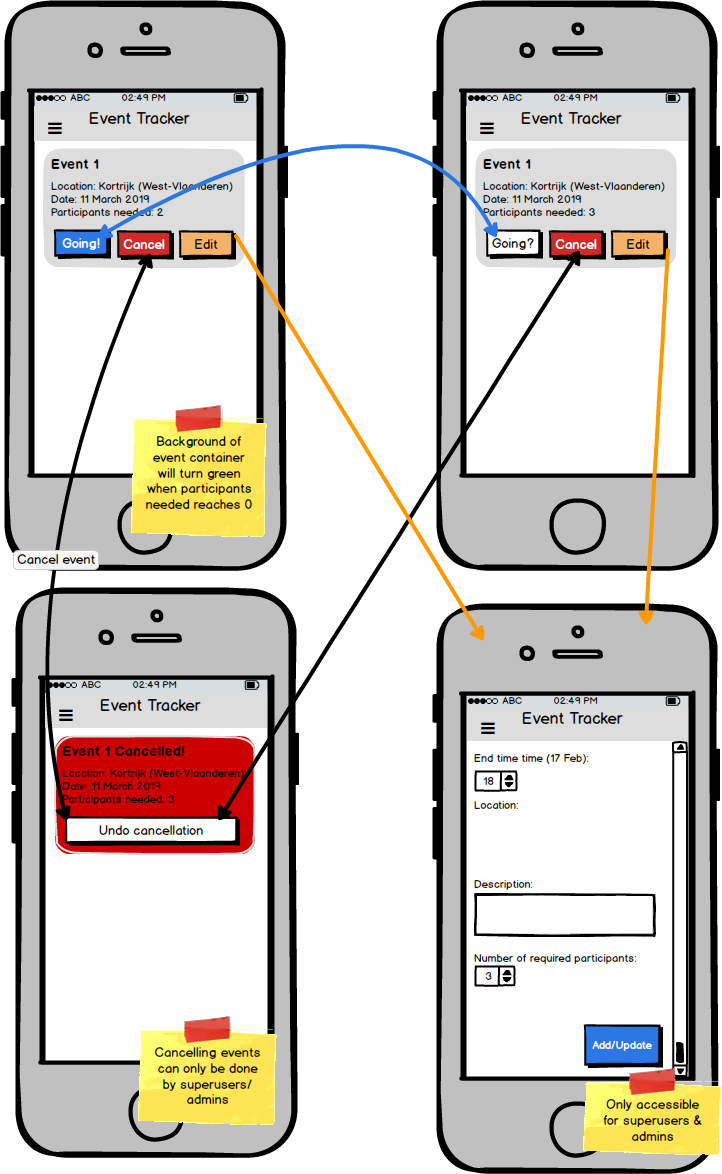 ABC 02:49 PM
Event Tracker
Event 1
Location: Kortrijk (West-Vlaanderen)
Date: 11 March 2019
Participants needed: 2
Going! Cancel Edit
Background of
event container
will turn green
when participants
needed reaches 0
ABC 02:49 PM
Event Tracker
Event 1
Location: Kortrijk (West-Vlaanderen)
Date: 11 March 2019
Participants needed: 3
Going? Cancel Edit
Cancel event
ABC 02:49 PM
Event Tracker
Event 1 Cancelled!
Location: Kortrijk (West-Vlaanderen)
Date: 11 March 2019
Participants needed: 3
Undo cancellation
Cancelling events
can only be done
by superusers/
admins
ABC 02:49 PM
Event Tracker
End time time (17 Feb):
18
Location:
Description:
Number of required participants:
3
Add/Update
Only accessible
for superusers &
admins